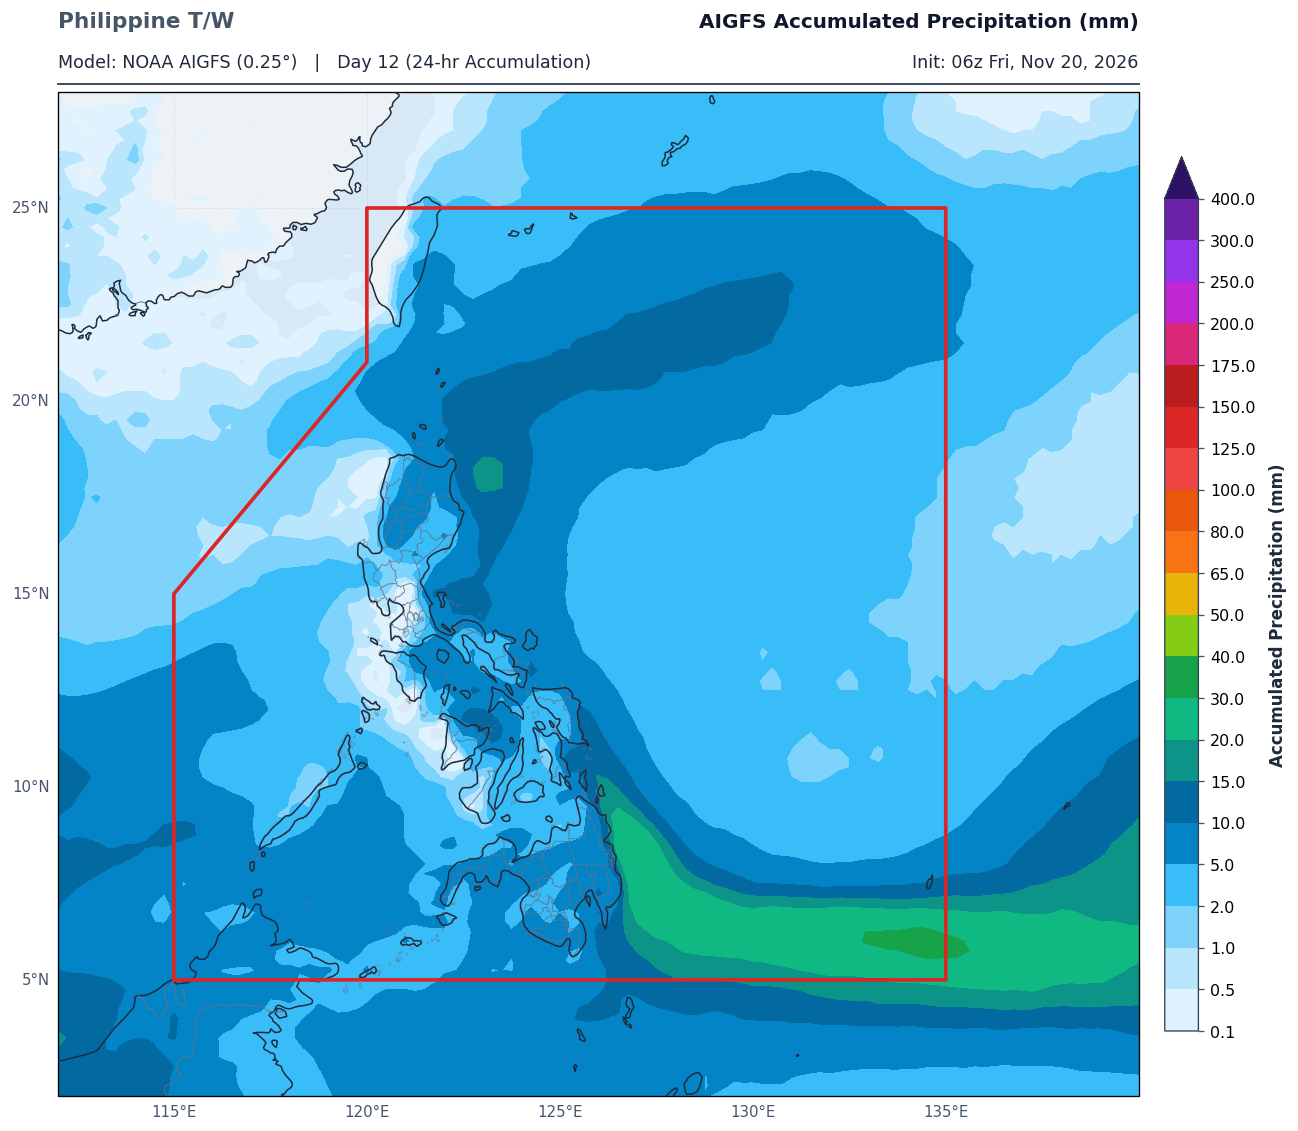 Philippine T/W
AIGFS Accumulated Precipitation (mm)
Model: NOAA AIGFS (0.25°)   |   Day 12 (24-hr Accumulation)
Init: 06z Fri, Nov 20, 2026
25°N
20°N
15°N
10°N
5°N
115°E
120°E
125°E
130°E
135°E
400.0
300.0
250.0
200.0
175.0
150.0
125.0
100.0
80.0
65.0
50.0
40.0
30.0
20.0
15.0
10.0
5.0
2.0
1.0
0.5
0.1
Accumulated Precipitation (mm)